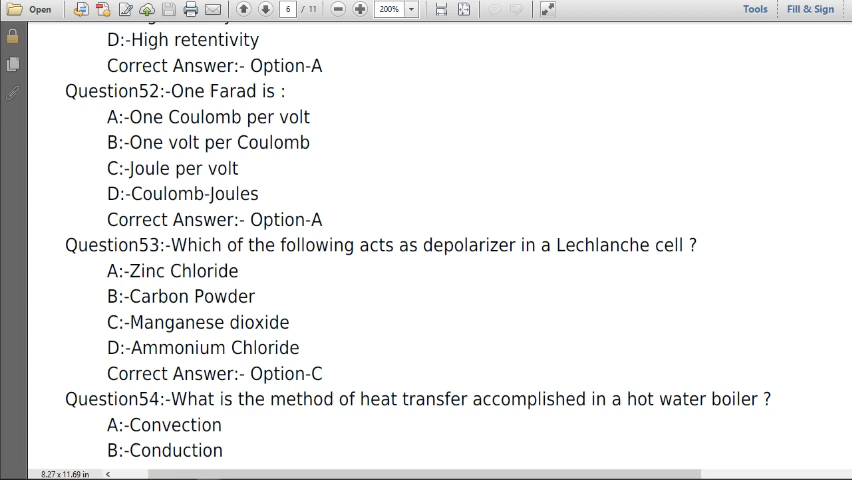 Open 6 / 11 200% Tools Fill & Sign
D:-High retentivity
Correct Answer:- Option-A
Question52:-One Farad is :
A:-One Coulomb per volt
B:-One volt per Coulomb
C:-Joule per volt
D:-Coulomb-Joules
Correct Answer:- Option-A
Question53:-Which of the following acts as depolarizer in a Lechlanche cell ?
A:-Zinc Chloride
B:-Carbon Powder
C:-Manganese dioxide
D:-Ammonium Chloride
Correct Answer:- Option-C
Question54:-What is the method of heat transfer accomplished in a hot water boiler ?
A:-Convection
B:-Conduction
8.27 x 11.69 in